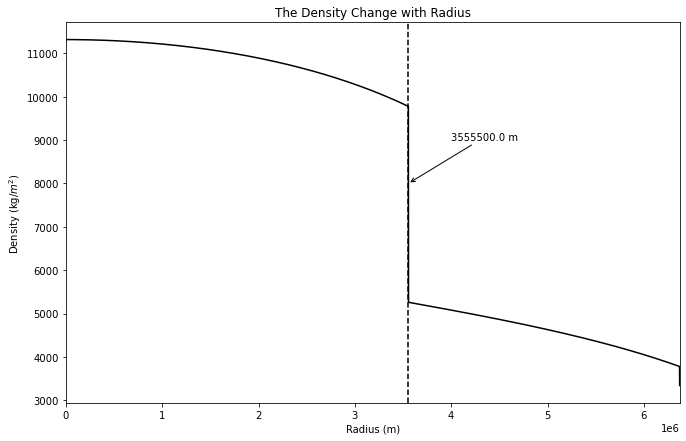 The Density Change with Radius
Density (kg/m²)
11000
10000
9000
8000
7000
6000
5000
4000
3000
3555500.0 m
0 1 2 3 4 5 6
1e6
Radius (m)